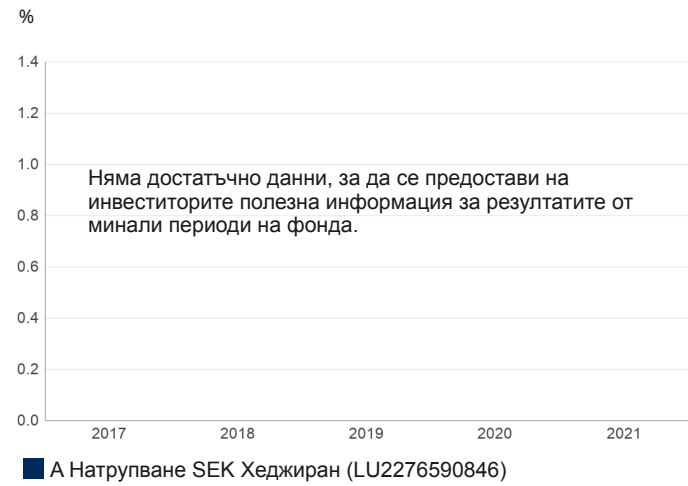 %
1.4
1.2
1.0
Няма достатъчно данни, за да се предостави на
инвеститорите полезна информация за резултатите от
0.8
минали периоди на фонда.
0.6
0.4
0.2
0.0
2017 2018 2019 2020 2021
А Натрупване SEK Хеджиран (LU2276590846)